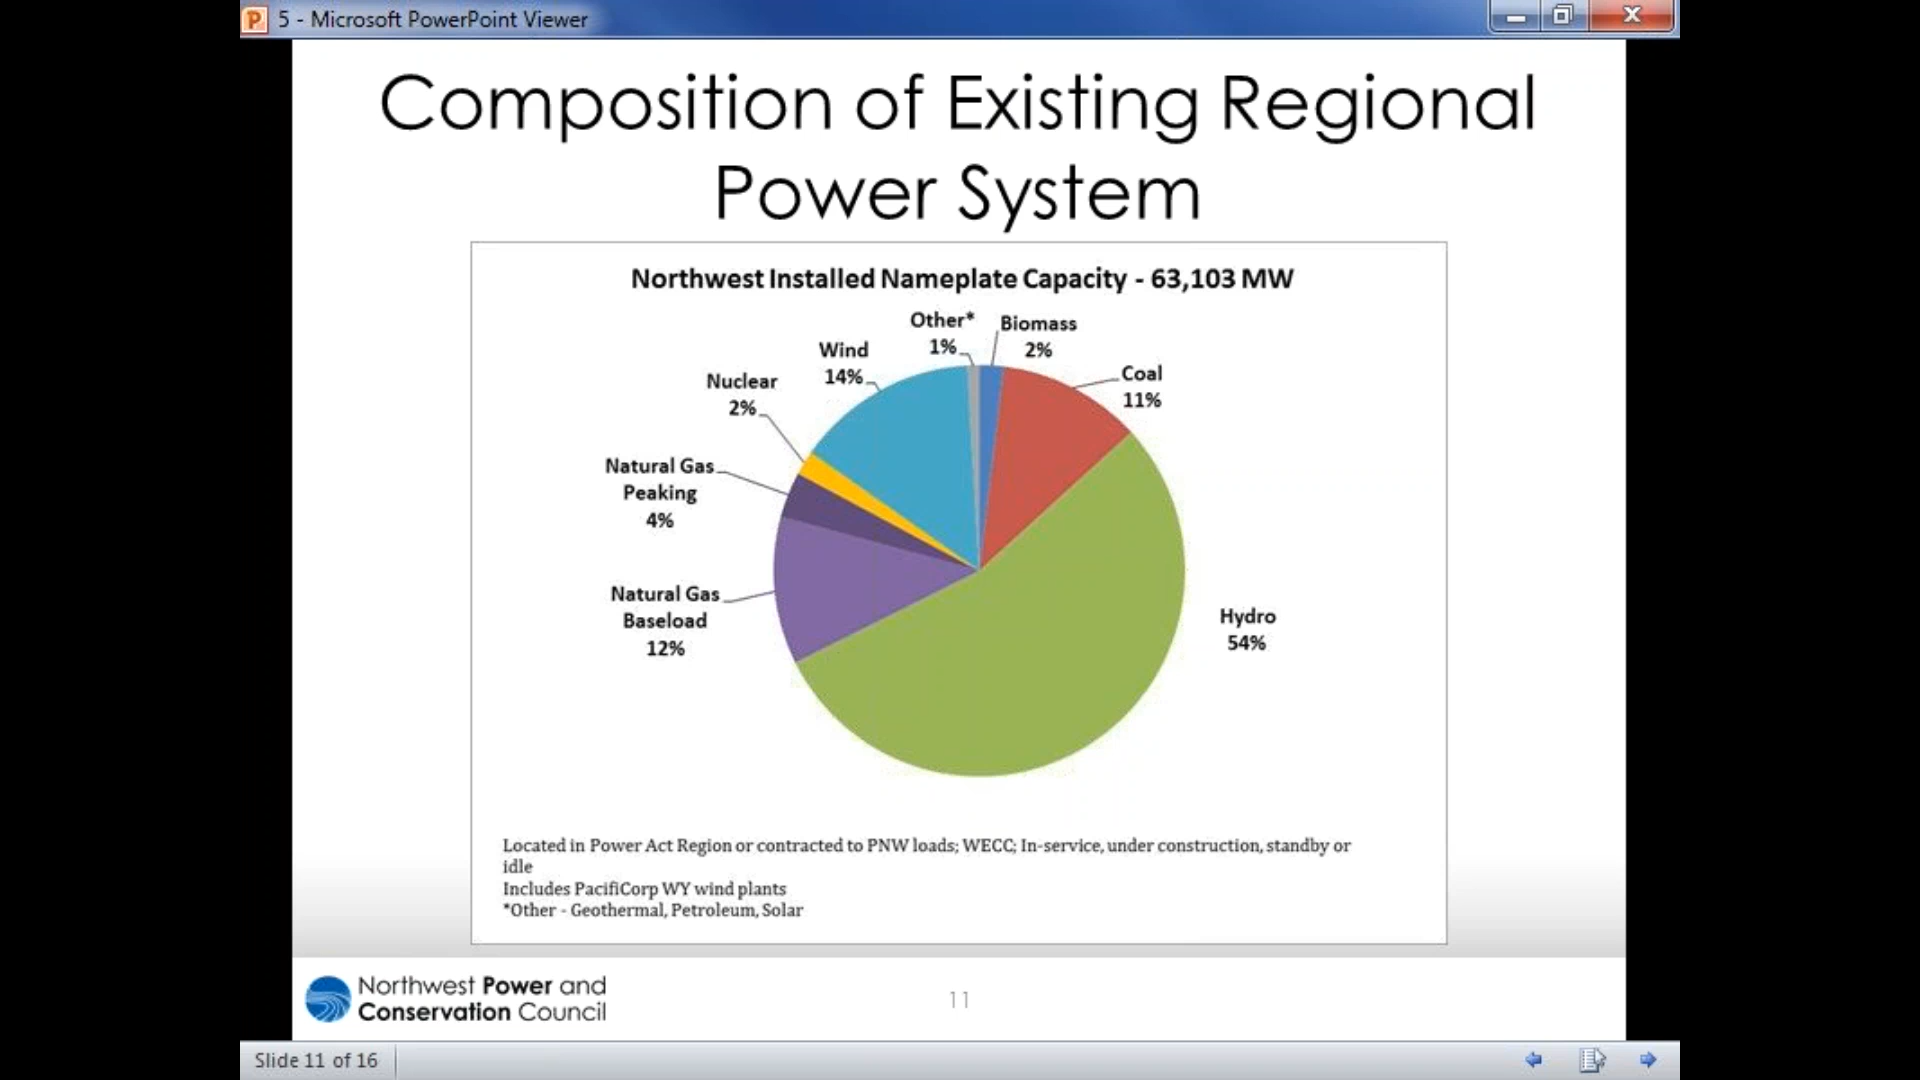 5 - Microsoft PowerPoint Viewer
Composition of Existing Regional
Power System
Northwest Installed Nameplate Capacity - 63,103 MW
Other*
1%
Biomass
2%
Wind
14%
Coal
11%
Nuclear
2%
Natural Gas
Peaking
4%
Natural Gas
Baseload
12%
Hydro
54%
Located in Power Act Region or contracted to PNW loads; WECC; In-service, under construction, standby or
idle
Includes PacifiCorp WY wind plants
*Other - Geothermal, Petroleum, Solar
Northwest Power and
Conservation Council
11
Slide 11 of 16